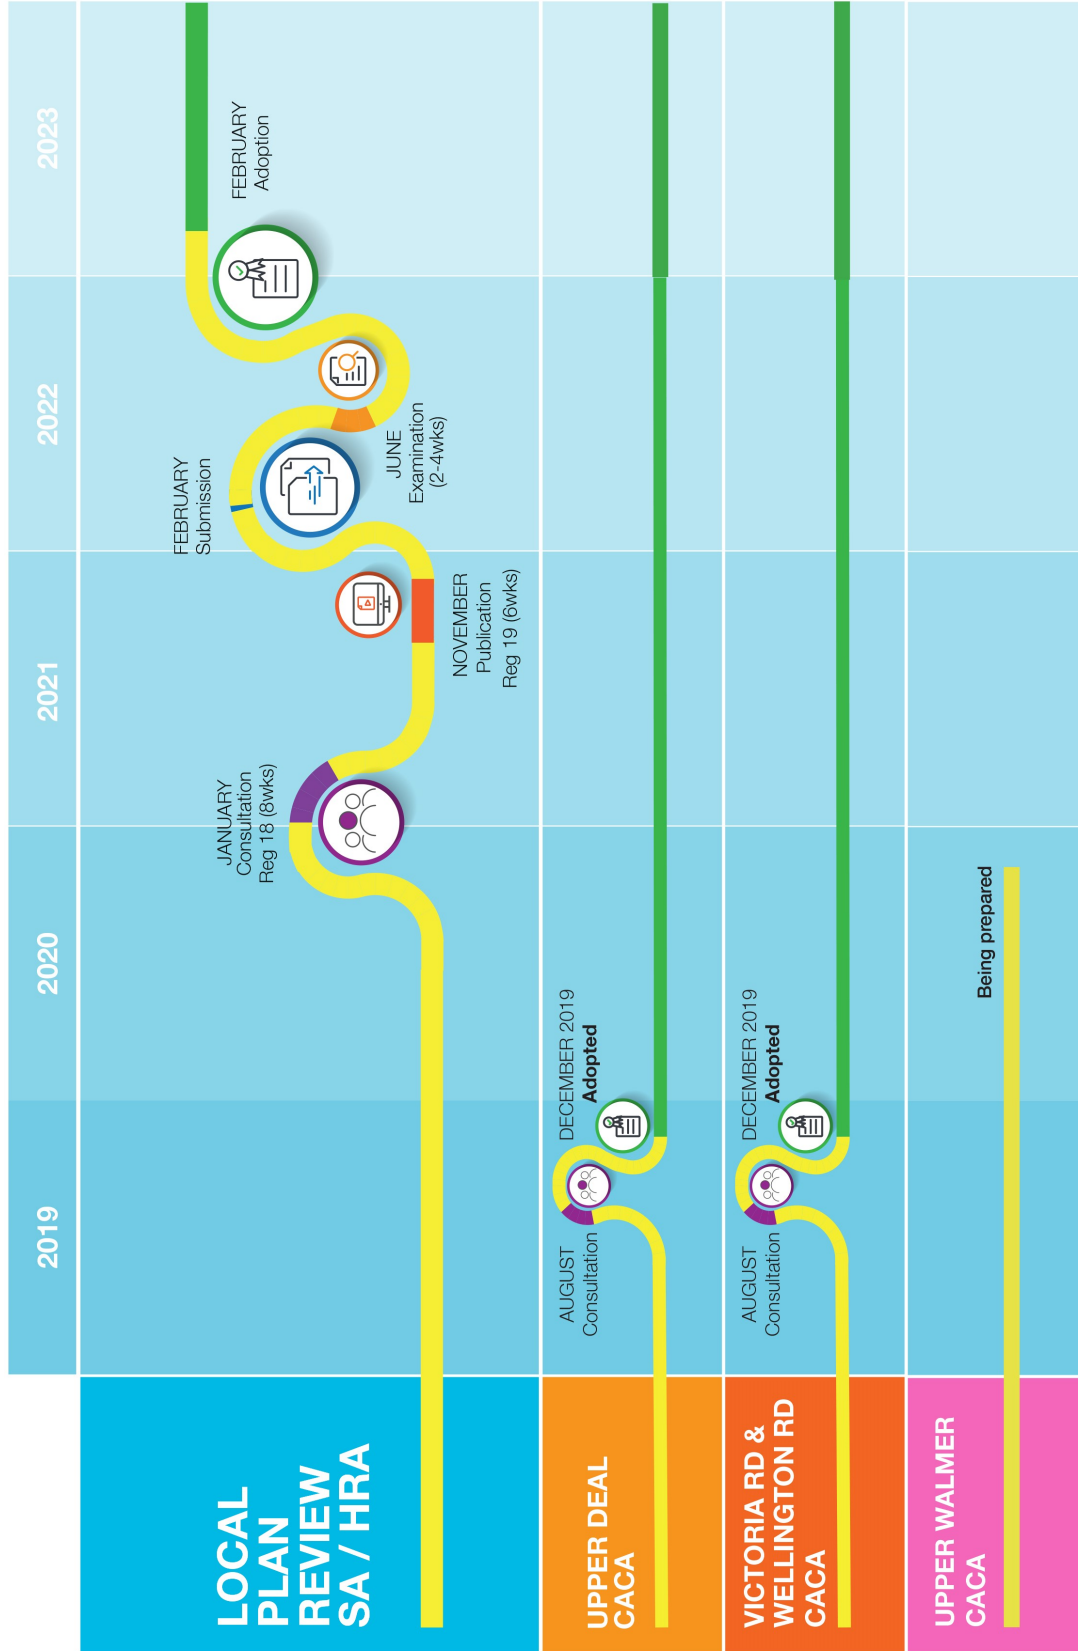 2019
2020
2021
2022
2023
LOCAL
PLAN
REVIEW
SA / HRA
JANUARY
Consultation
Reg 18 (8wks)
NOVEMBER
Publication
Reg 19 (6wks)
FEBRUARY
Submission
JUNE
Examination
(2-4wks)
FEBRUARY
Adoption
UPPER DEAL
CACA
AUGUST
Consultation
DECEMBER 2019
Adopted
VICTORIA RD &
WELLINGTON RD
CACA
AUGUST
Consultation
DECEMBER 2019
Adopted
UPPER WALMER
CACA
Being prepared